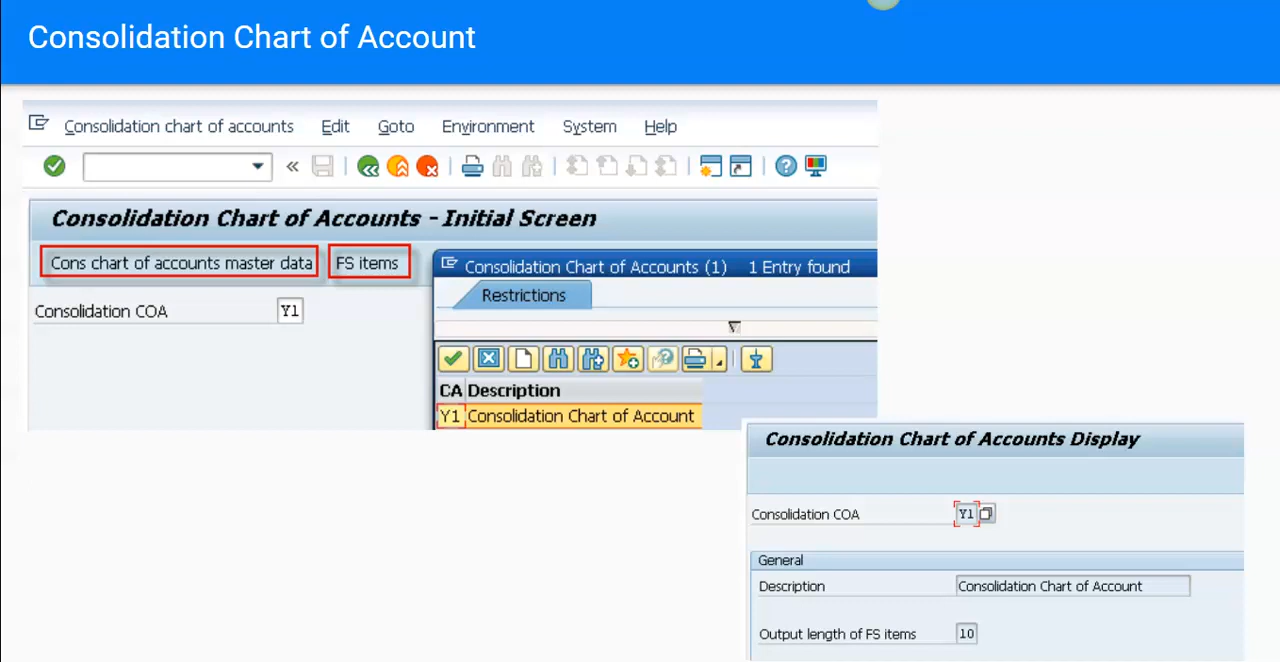 Consolidation Chart of Account
Consolidation chart of accounts Edit Goto Environment System Help
Consolidation Chart of Accounts - Initial Screen
Cons chart of accounts master data FS items
Consolidation COA Y1
Consolidation Chart of Accounts (1) 1 Entry found
Restrictions
CA Description
Y1 Consolidation Chart of Account
Consolidation Chart of Accounts Display
Consolidation COA Y1
General
Description Consolidation Chart of Account
Output length of FS items 10